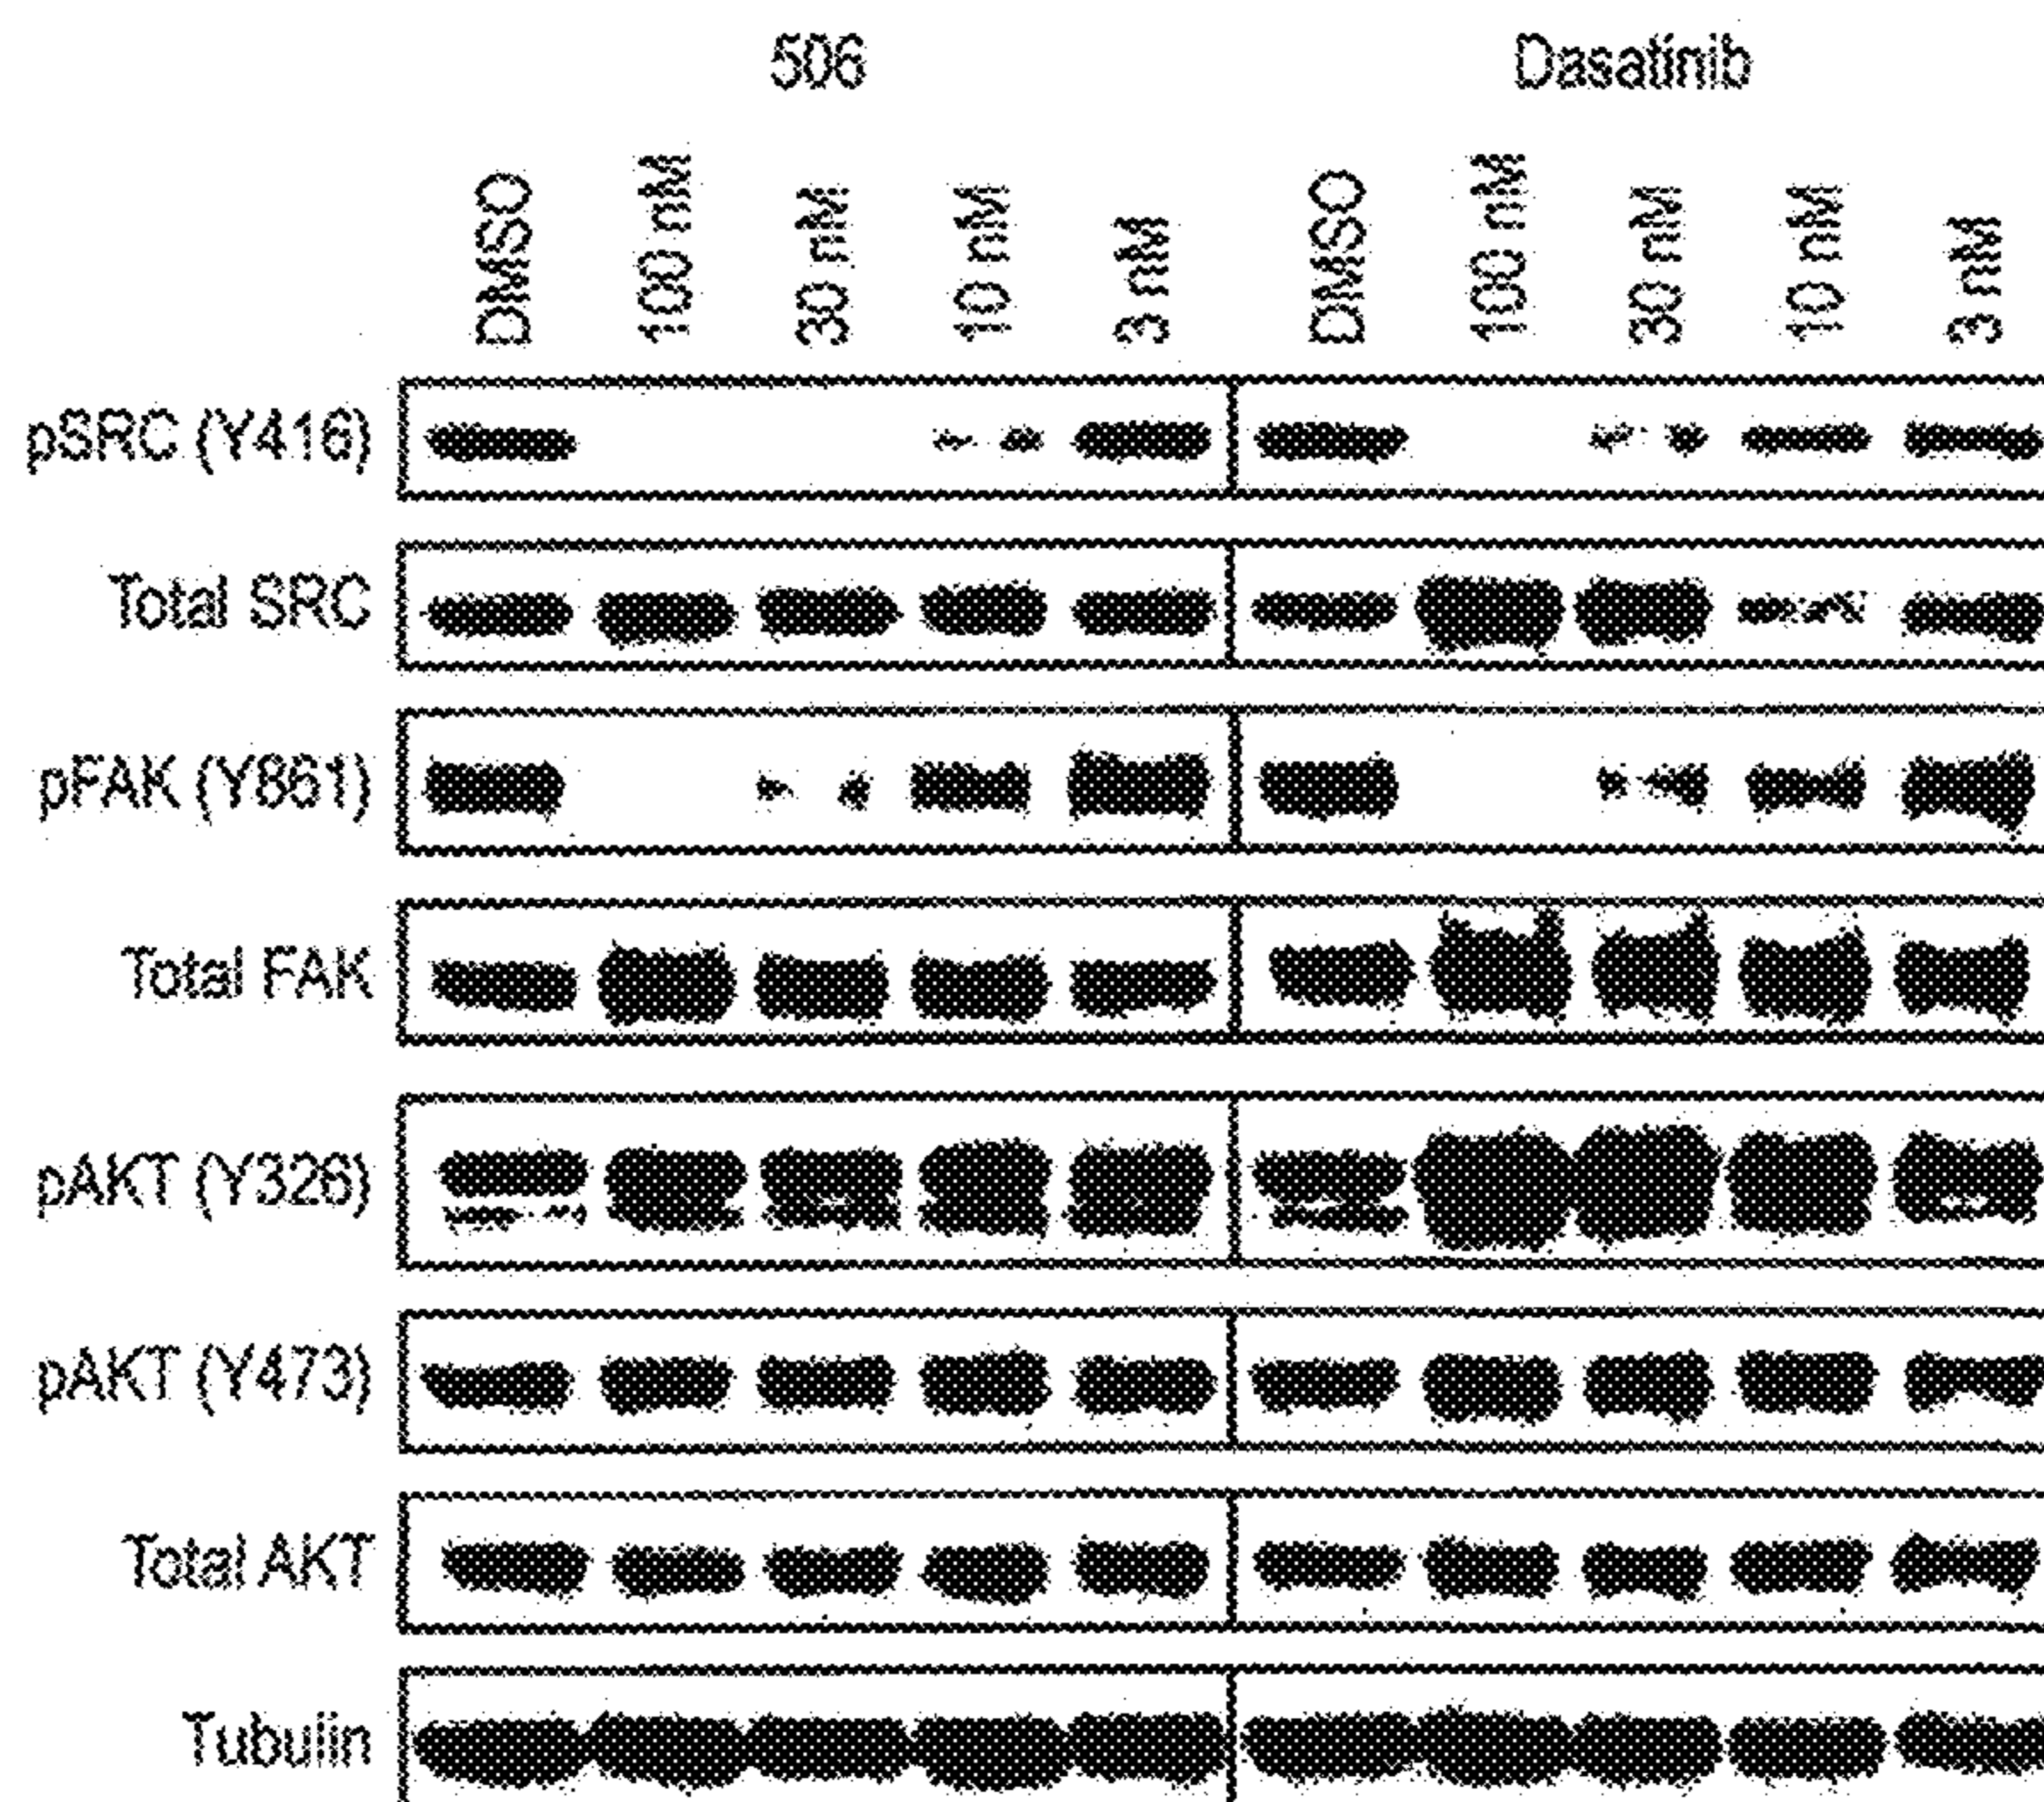 506 Dasatinib
DMSO 100 nM 30 nM 10 nM 3 nM DMSO 100 nM 30 nM 10 nM 3 nM
pSRC (Y416)
Total SRC
pFAK (Y861)
Total FAK
pAKT (Y326)
pAKT (Y473)
Total AKT
Tubulin